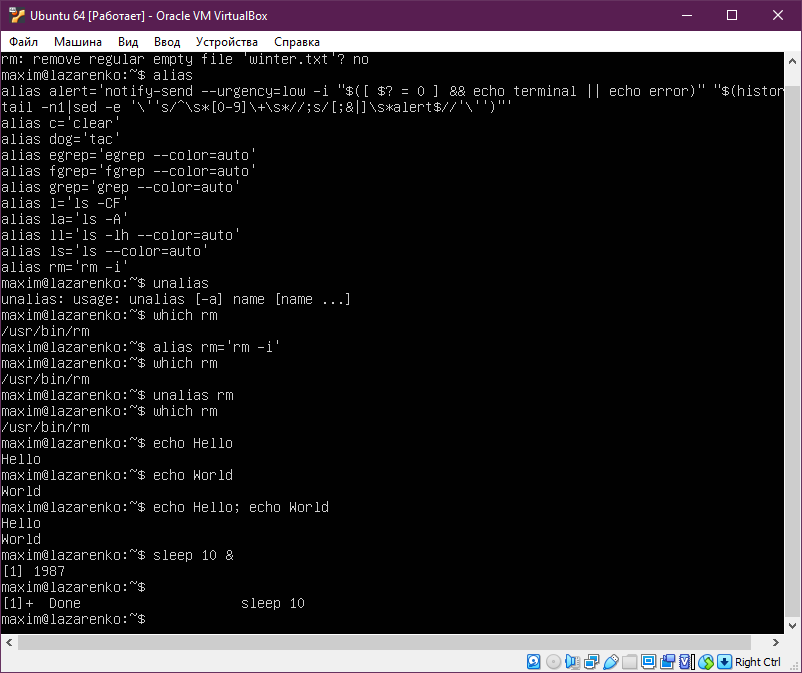 Ubuntu 64 [Работает] - Oracle VM VirtualBox
Файл Машина Вид Ввод Устройства Справка
rm: remove regular empty file 'winter.txt'? no
maxim@lazarenko:~$ alias
alias alert='notify-send --urgency=low -i "$([ $? = 0 ] && echo terminal || echo error)" "$(histor
tail -n1|sed -e '\''s/^\s*[0-9]\+\s*//;s/[;&|]\s*alert$//'\'')"'
alias c='clear'
alias dog='tac'
alias egrep='egrep --color=auto'
alias fgrep='fgrep --color=auto'
alias grep='grep --color=auto'
alias l='ls -CF'
alias la='ls -A'
alias ll='ls -lh --color=auto'
alias ls='ls --color=auto'
alias rm='rm -i'
maxim@lazarenko:~$ unalias
unalias: usage: unalias [-a] name [name ...]
maxim@lazarenko:~$ which rm
/usr/bin/rm
maxim@lazarenko:~$ alias rm='rm -i'
maxim@lazarenko:~$ which rm
/usr/bin/rm
maxim@lazarenko:~$ unalias rm
maxim@lazarenko:~$ which rm
/usr/bin/rm
maxim@lazarenko:~$ echo Hello
Hello
maxim@lazarenko:~$ echo World
World
maxim@lazarenko:~$ echo Hello; echo World
Hello
World
maxim@lazarenko:~$ sleep 10 &
[1] 1987
maxim@lazarenko:~$
[1]+  Done                    sleep 10
maxim@lazarenko:~$
Right Ctrl